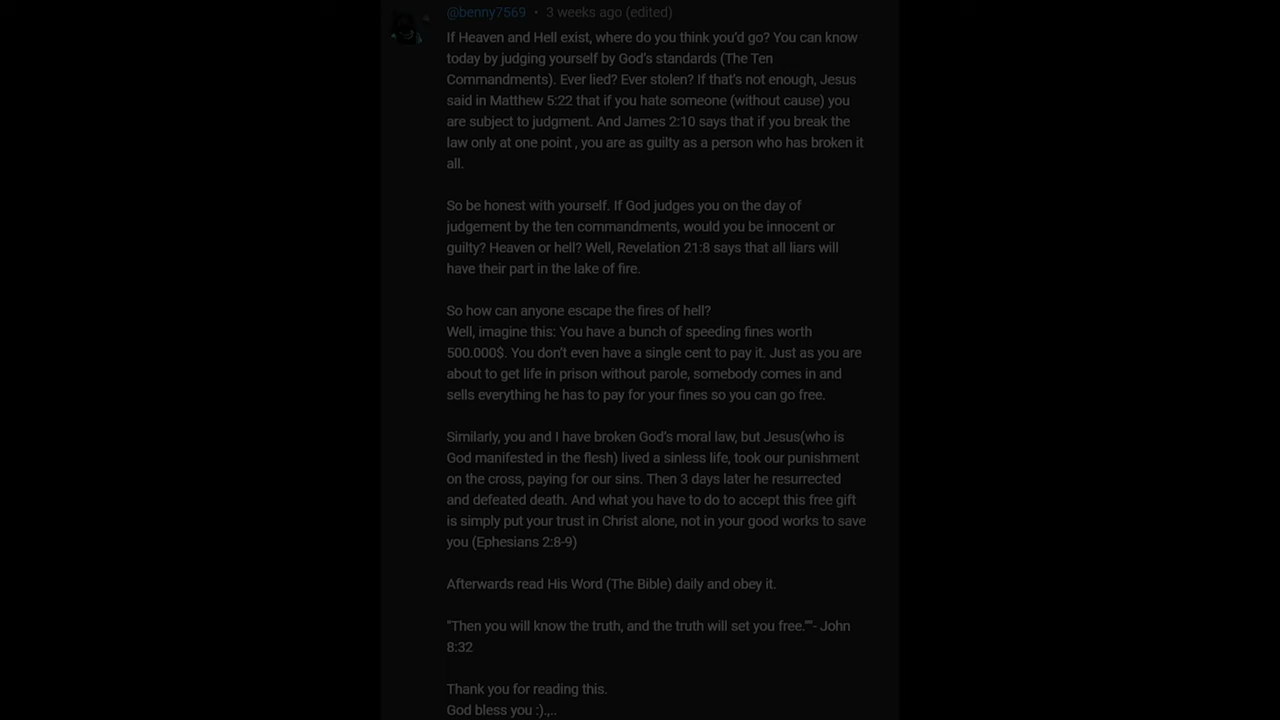 @benny7569 • 3 weeks ago (edited)
If Heaven and Hell exist, where do you think you'd go? You can know
today by judging yourself by God's standards (The Ten
Commandments). Ever lied? Ever stolen? If that's not enough, Jesus
said in Matthew 5:22 that if you hate someone (without cause) you
are subject to judgment. And James 2:10 says that if you break the
law only at one point , you are as guilty as a person who has broken it
all.
So be honest with yourself. If God judges you on the day of
judgement by the ten commandments, would you be innocent or
guilty? Heaven or hell? Well, Revelation 21:8 says that all liars will
have their part in the lake of fire.
So how can anyone escape the fires of hell?
Well, imagine this: You have a bunch of speeding fines worth
500.000$. You don't even have a single cent to pay it. Just as you are
about to get life in prison without parole, somebody comes in and
sells everything he has to pay for your fines so you can go free.
Similarly, you and I have broken God's moral law, but Jesus(who is
God manifested in the flesh) lived a sinless life, took our punishment
on the cross, paying for our sins. Then 3 days later he resurrected
and defeated death. And what you have to do to accept this free gift
is simply put your trust in Christ alone, not in your good works to save
you (Ephesians 2:8-9)
Afterwards read His Word (The Bible) daily and obey it.
"Then you will know the truth, and the truth will set you free.""- John
8:32
Thank you for reading this.
God bless you :).,..